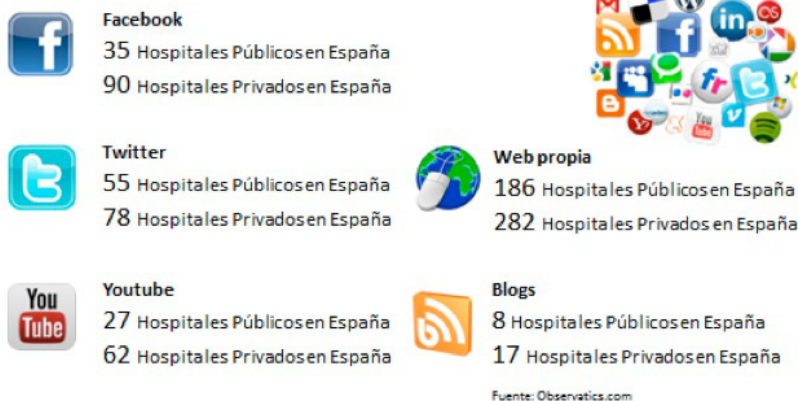 Facebook
35 Hospitales Públicos en España
90 Hospitales Privados en España
Twitter
55 Hospitales Públicos en España
78 Hospitales Privados en España
Web propia
186 Hospitales Públicos en España
282 Hospitales Privados en España
You
Tube
Youtube
27 Hospitales Públicos en España
62 Hospitales Privados en España
Blogs
8 Hospitales Públicos en España
17 Hospitales Privados en España
Fuente: Observatics.com